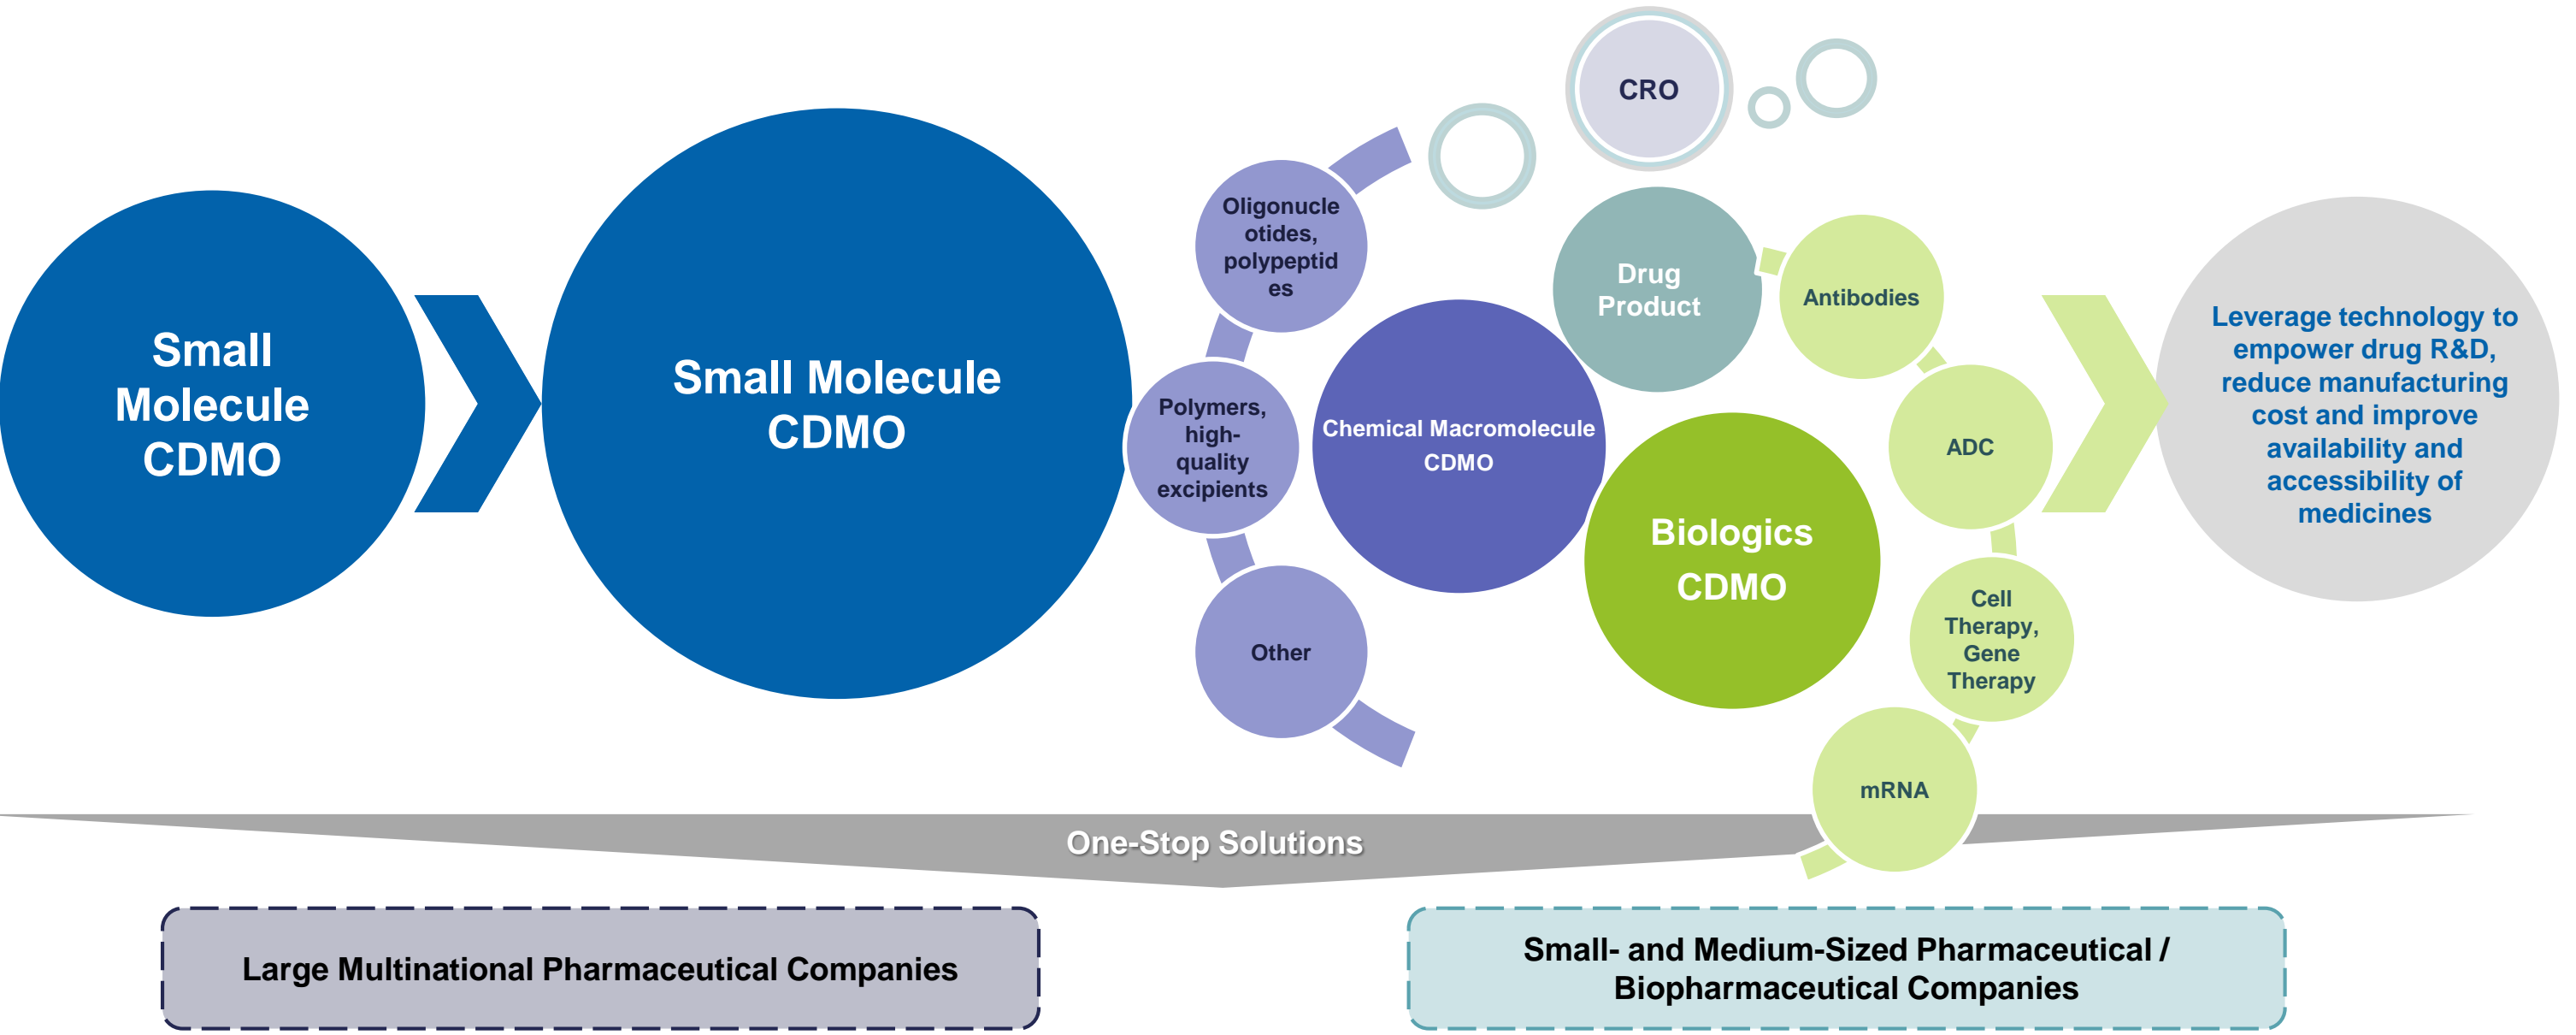 Small
Molecule
CDMO
Small Molecule
CDMO
CRO
Oligonucle
otides,
polypeptid
es
Polymers,
high-
quality
excipients
Other
Chemical Macromolecule
CDMO
Drug
Product
Biologics
CDMO
Antibodies
ADC
Cell
Therapy,
Gene
Therapy
mRNA
Leverage technology to
empower drug R&D,
reduce manufacturing
cost and improve
availability and
accessibility of
medicines
One-Stop Solutions
Large Multinational Pharmaceutical Companies
Small- and Medium-Sized Pharmaceutical /
Biopharmaceutical Companies